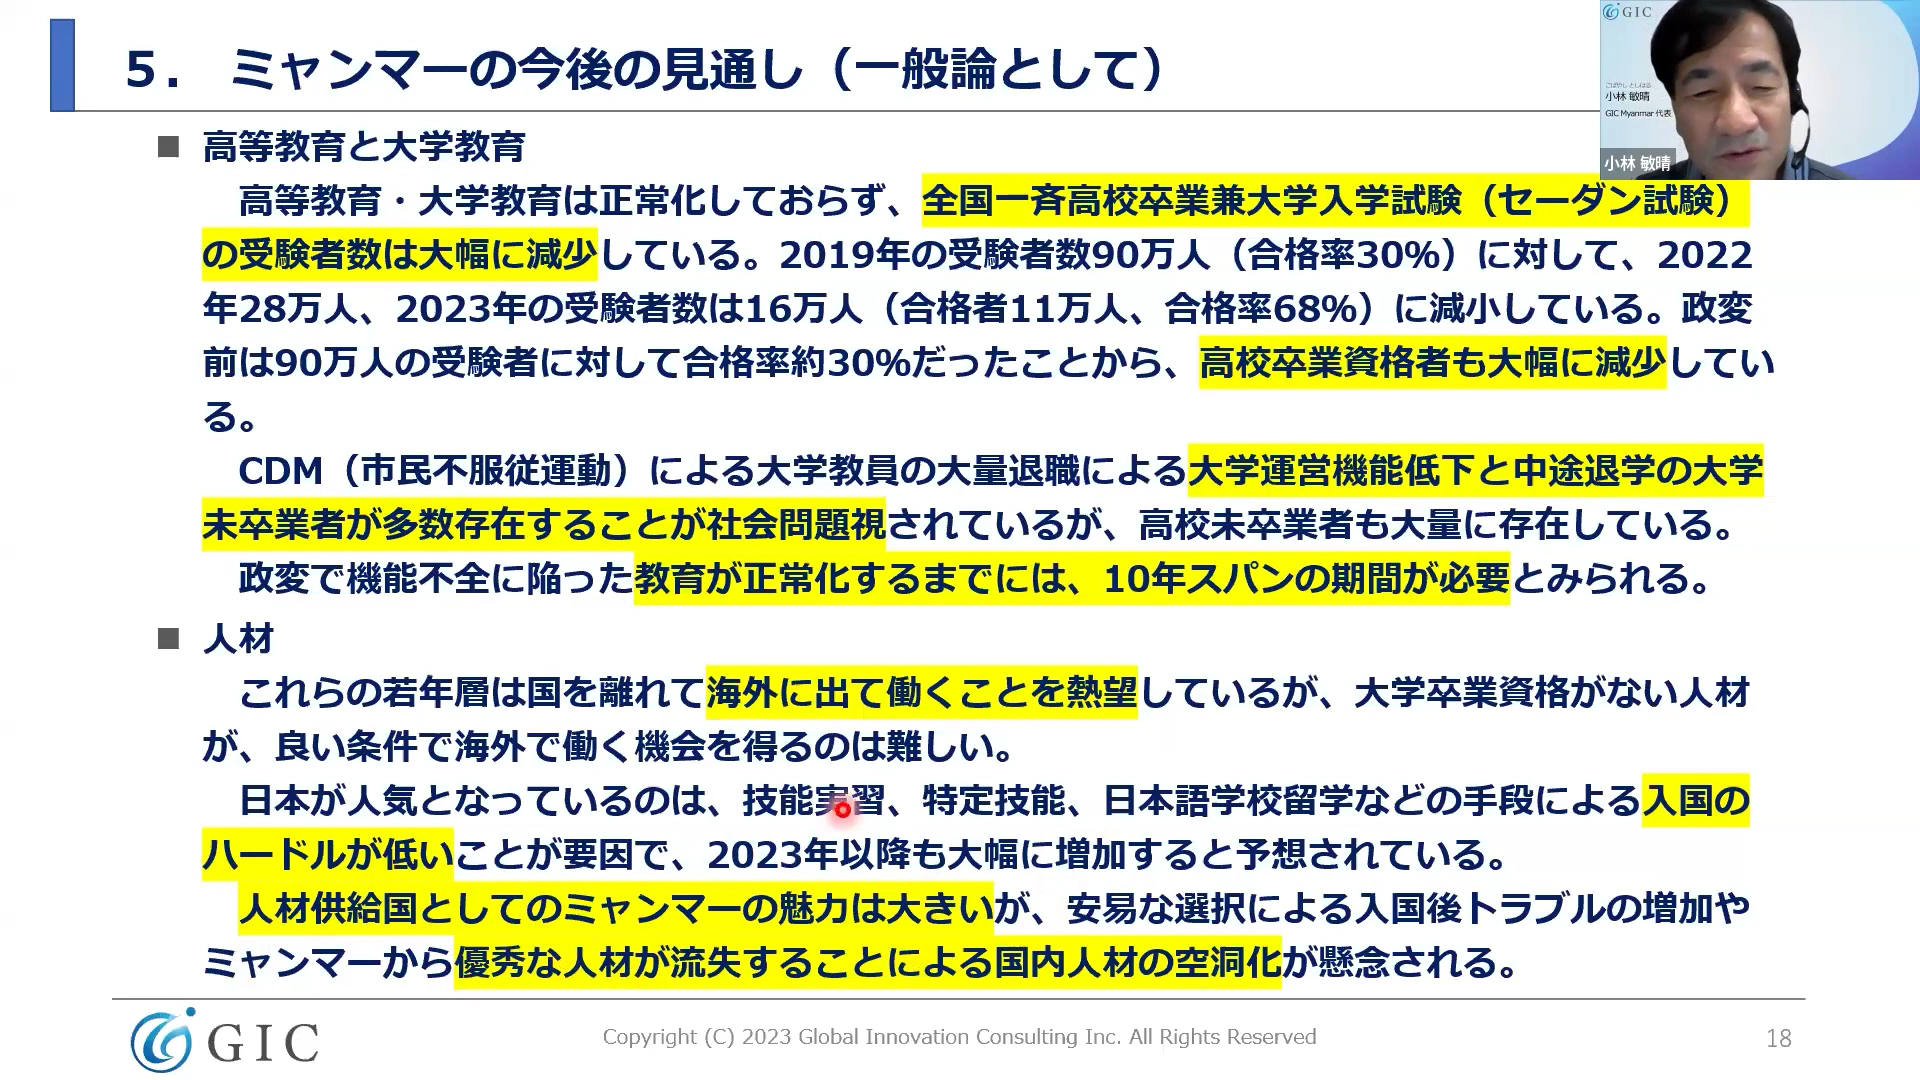 ５． ミャンマーの今後の見通し（一般論として）
GIC
こばやし としはる
小林 敏晴
GIC Myanmar 代表
小林 敏晴
■ 高等教育と大学教育
高等教育・大学教育は正常化しておらず、全国一斉高校卒業兼大学入学試験（セーダン試験）
の受験者数は大幅に減少している。2019年の受験者数90万人（合格率30%）に対して、2022
年28万人、2023年の受験者数は16万人（合格者11万人、合格率68%）に減小している。政変
前は90万人の受験者に対して合格率約30%だったことから、高校卒業資格者も大幅に減少してい
る。
CDM（市民不服従運動）による大学教員の大量退職による大学運営機能低下と中途退学の大学
未卒業者が多数存在することが社会問題視されているが、高校未卒業者も大量に存在している。
政変で機能不全に陥った教育が正常化するまでには、10年スパンの期間が必要とみられる。
■ 人材
これらの若年層は国を離れて海外に出て働くことを熱望しているが、大学卒業資格がない人材
が、良い条件で海外で働く機会を得るのは難しい。
日本が人気となっているのは、技能実習、特定技能、日本語学校留学などの手段による入国の
ハードルが低いことが要因で、2023年以降も大幅に増加すると予想されている。
人材供給国としてのミャンマーの魅力は大きいが、安易な選択による入国後トラブルの増加や
ミャンマーから優秀な人材が流失することによる国内人材の空洞化が懸念される。
GIC
Copyright (C) 2023 Global Innovation Consulting Inc. All Rights Reserved
18